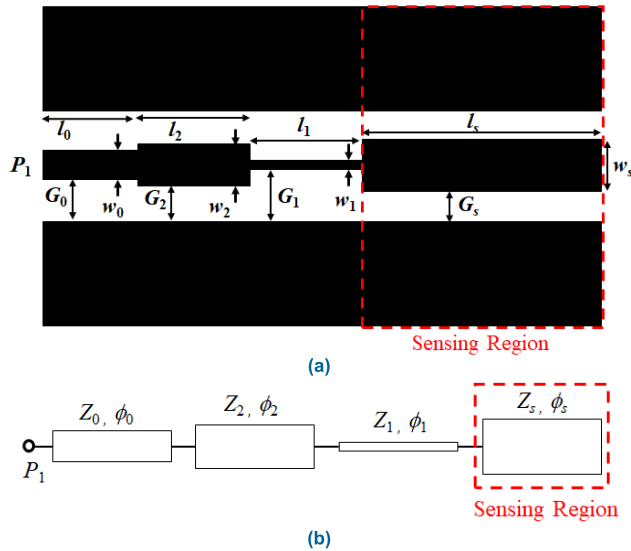 l₀ l₂ l₁ lₛ
P₁ G₀ w₀ G₂ w₂ G₁ w₁ Gₛ wₛ
Sensing Region
(a)
Z₀, ϕ₀ Z₂, ϕ₂ Z₁, ϕ₁ Zₛ, ϕₛ
P₁
Sensing Region
(b)